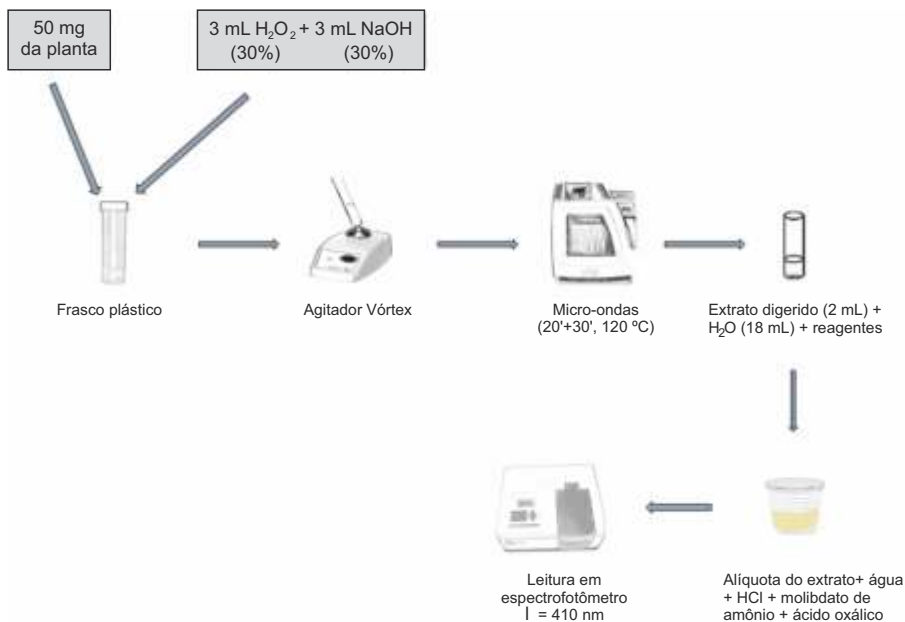 50 mg
da planta
3 mL H₂O₂ + 3 mL NaOH
(30%) (30%)
Frasco plástico
Agitador Vórtex
Micro-ondas
(20'+30', 120 ºC)
Extrato digerido (2 mL) +
H₂O (18 mL) + reagentes
Leitura em
espectrofotômetro
l = 410 nm
Alíquota do extrato+ água
+ HCl + molibdato de
amônio + ácido oxálico